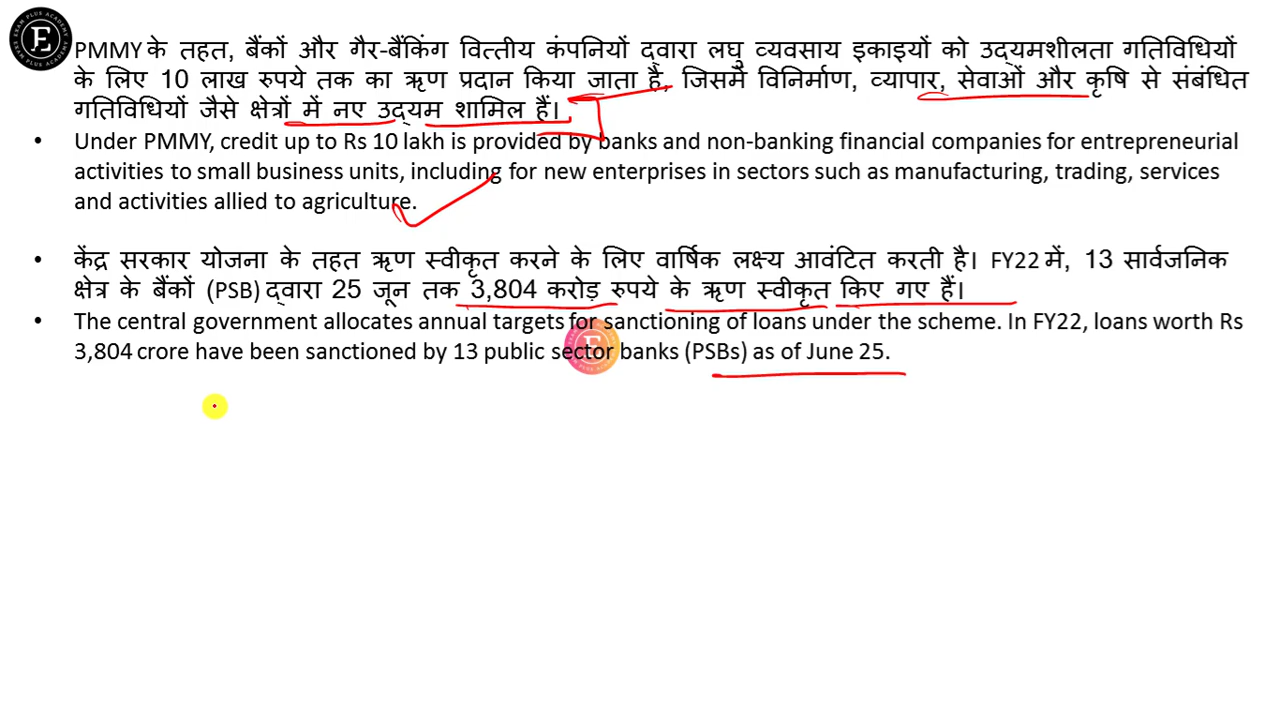 PMMY के तहत, बैंकों और गैर-बैंकिंग वित्तीय कंपनियों द्वारा लघु व्यवसाय इकाइयों को उद्यमशीलता गतिविधियों
के लिए 10 लाख रुपये तक का ऋण प्रदान किया जाता है, जिसमें विनिर्माण, व्यापार, सेवाओं और कृषि से संबंधित
गतिविधियों जैसे क्षेत्रों में नए उद्यम शामिल हैं।
• Under PMMY, credit up to Rs 10 lakh is provided by banks and non-banking financial companies for entrepreneurial
activities to small business units, including for new enterprises in sectors such as manufacturing, trading, services
and activities allied to agriculture.
• केंद्र सरकार योजना के तहत ऋण स्वीकृत करने के लिए वार्षिक लक्ष्य आवंटित करती है। FY22 में, 13 सार्वजनिक
क्षेत्र के बैंकों (PSB) द्वारा 25 जून तक 3,804 करोड़ रुपये के ऋण स्वीकृत किए गए हैं।
• The central government allocates annual targets for sanctioning of loans under the scheme. In FY22, loans worth Rs
3,804 crore have been sanctioned by 13 public sector banks (PSBs) as of June 25.